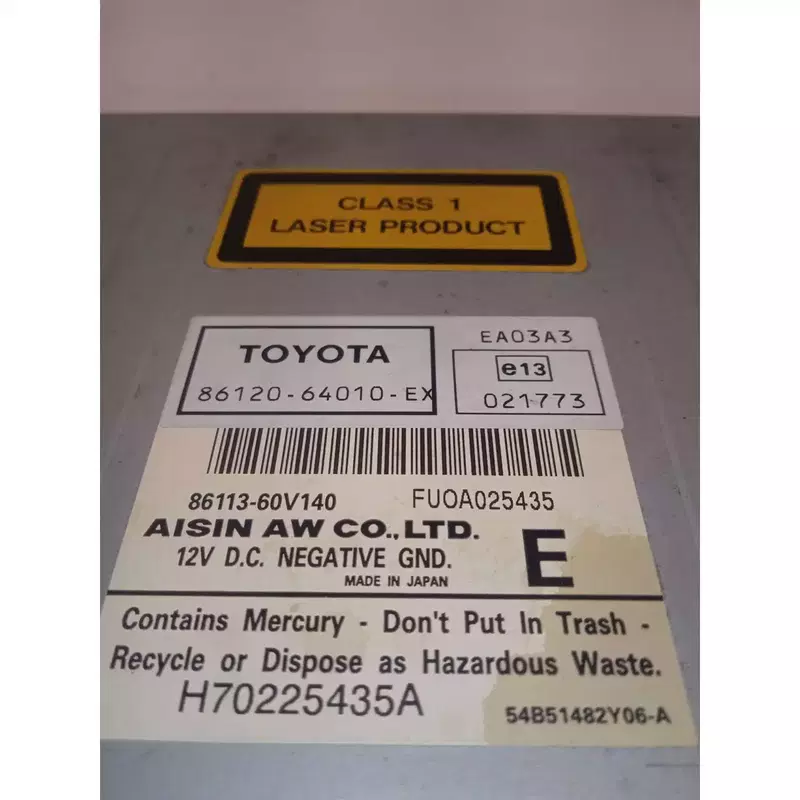 CLASS 1
LASER PRODUCT
TOYOTA
86120-64010-EX
EA03A3
e13
021773
86113-60V140
FUOA025435
AISIN AW CO.,LTD.
12V D.C. NEGATIVE GND.
MADE IN JAPAN
E
Contains Mercury - Don't Put In Trash -
Recycle or Dispose as Hazardous Waste.
H70225435A
54B51482Y06-A